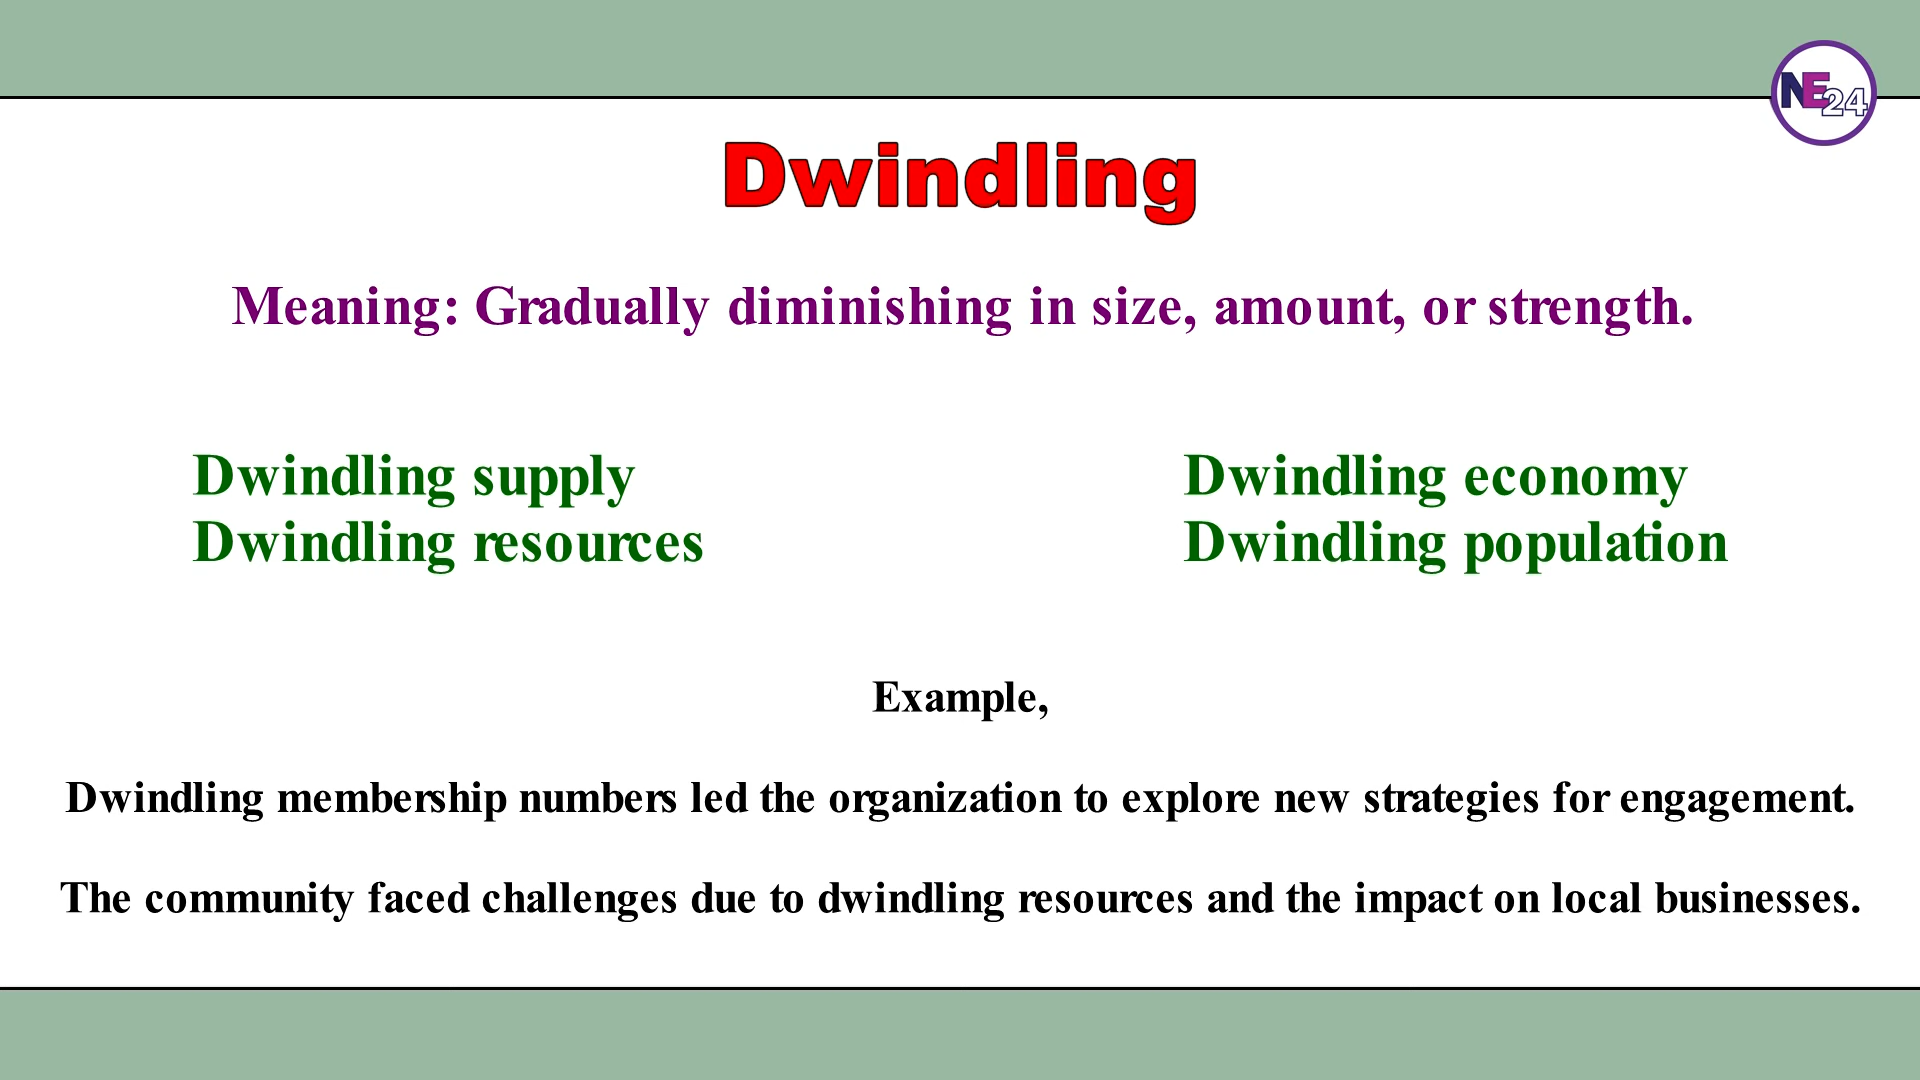 NE24
Dwindling
Meaning: Gradually diminishing in size, amount, or strength.
Dwindling supply
Dwindling resources
Dwindling economy
Dwindling population
Example,
Dwindling membership numbers led the organization to explore new strategies for engagement.
The community faced challenges due to dwindling resources and the impact on local businesses.